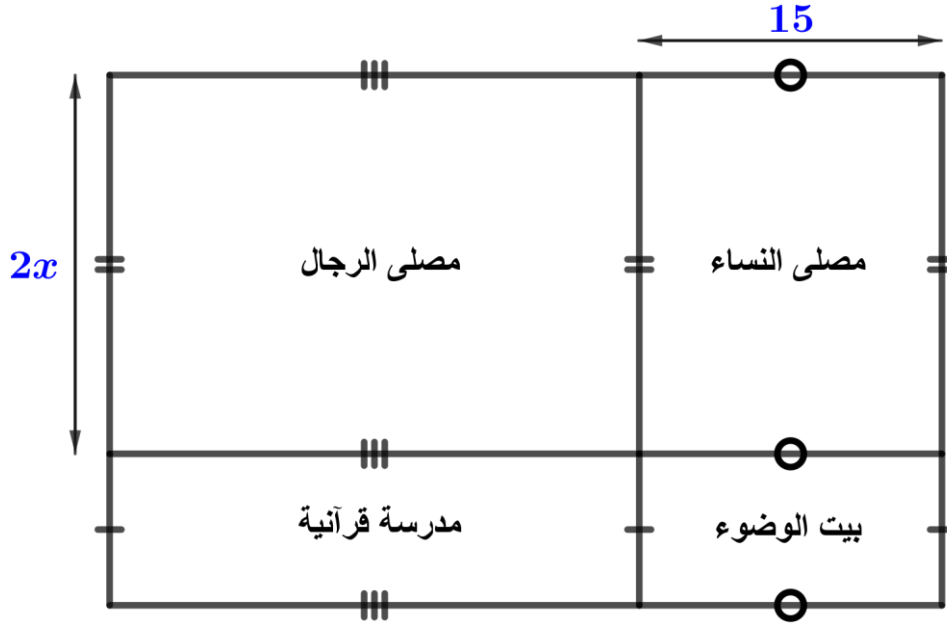 15
2x
مصلى النساء
مصلى الرجال
بيت الوضوء
مدرسة قرآنية